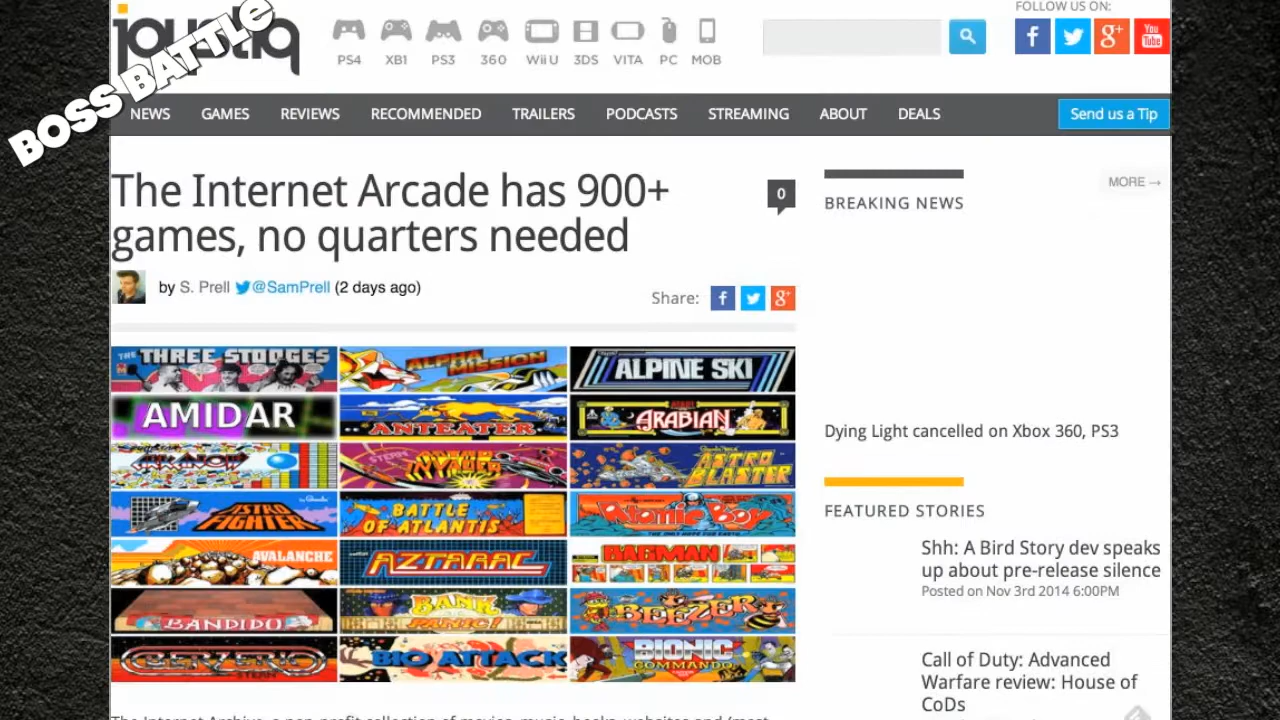 BOSS BATTLE
joystiq
PS4 XB1 PS3 360 Wii U 3DS VITA PC MOB
FOLLOW US ON:
You
Tube
NEWS GAMES REVIEWS RECOMMENDED TRAILERS PODCASTS STREAMING ABOUT DEALS Send us a Tip
The Internet Arcade has 900+
games, no quarters needed
0
by S. Prell @SamPrell (2 days ago)
Share:
THE THREE STOOGES ALPHA MISSION ALPINE SKI
AMIDAR ANTEATER ARABIAN
ARKANOID STERN ASTRO INVADER ASTRO BLASTER
ASTRO FIGHTER BATTLE OF ATLANTIS Atomic Boy
AVALANCHE AZTARAC BAGMAN
BANDIDO BANK PANIC! BEEZER
BERZERK STERN BIO ATTACK BIONIC COMMANDO
The Internet Archive, a non-profit collection of movies, music, books, websites and (most
MORE →
BREAKING NEWS
Dying Light cancelled on Xbox 360, PS3
FEATURED STORIES
Shh: A Bird Story dev speaks
up about pre-release silence
Posted on Nov 3rd 2014 6:00PM
Call of Duty: Advanced
Warfare review: House of
CoDs